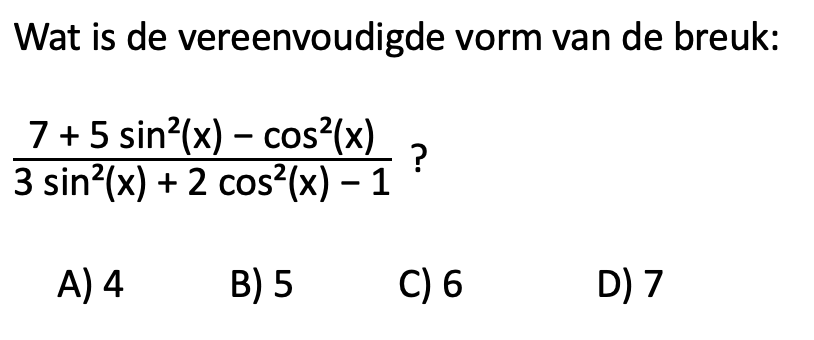 Wat is de vereenvoudigde vorm van de breuk:
7 + 5 sin²(x) – cos²(x)
3 sin²(x) + 2 cos²(x) – 1 ?
A) 4 B) 5 C) 6 D) 7